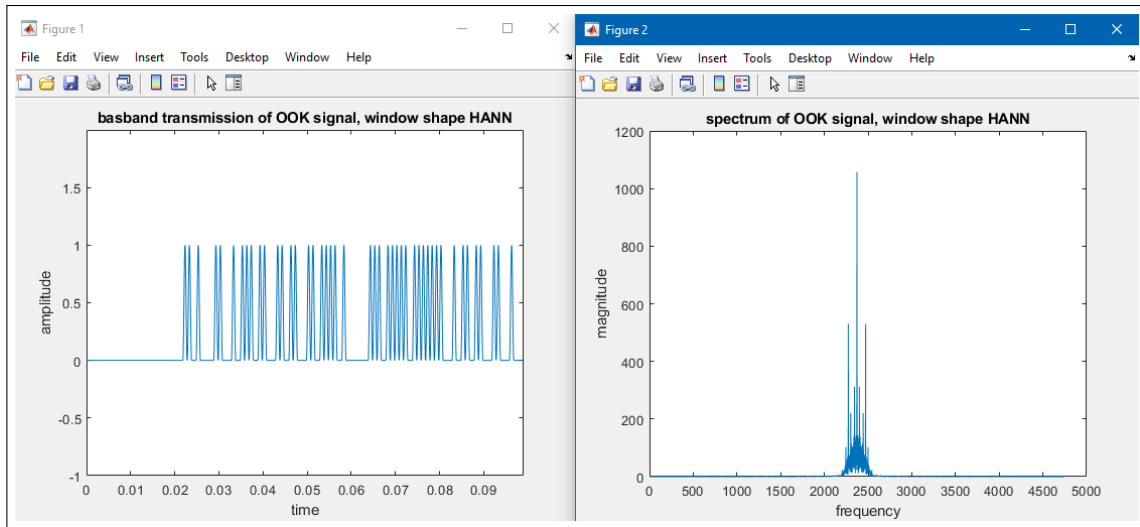 Figure 1
File Edit View Insert Tools Desktop Window Help
basband transmission of OOK signal, window shape HANN
amplitude
1.5
1
0.5
0
-0.5
-1
0 0.01 0.02 0.03 0.04 0.05 0.06 0.07 0.08 0.09
time
Figure 2
File Edit View Insert Tools Desktop Window Help
spectrum of OOK signal, window shape HANN
magnitude
1200
1000
800
600
400
200
0
0 500 1000 1500 2000 2500 3000 3500 4000 4500 5000
frequency